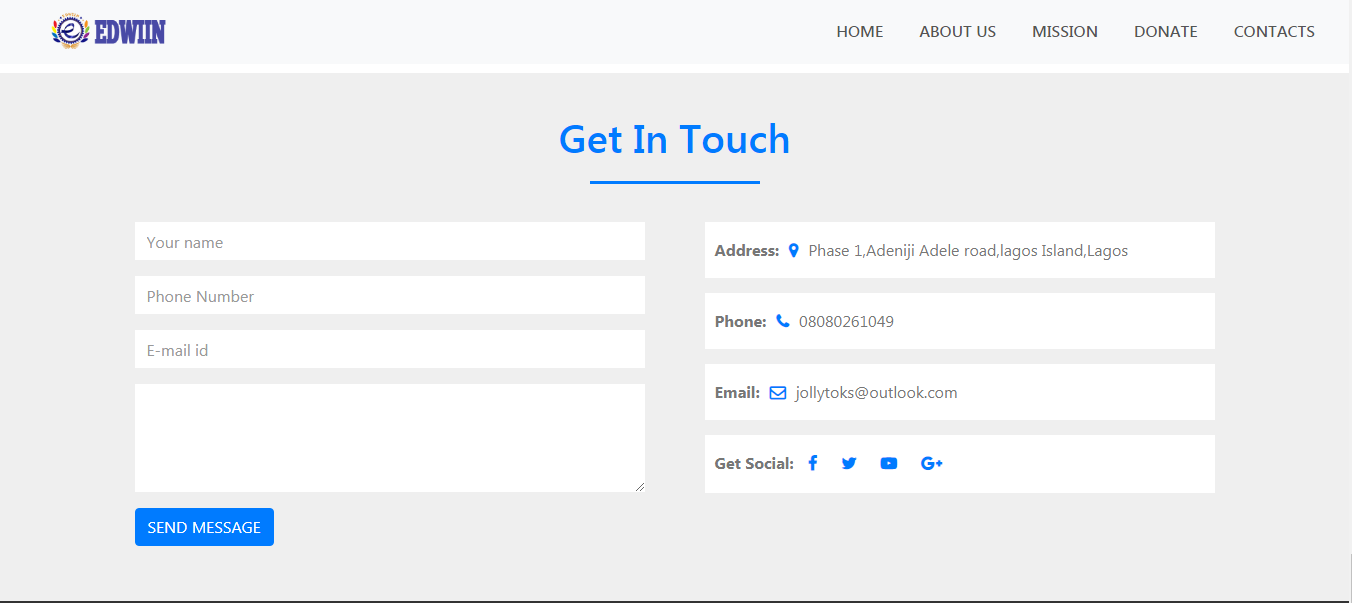 EDWIIN
HOME ABOUT US MISSION DONATE CONTACTS
Get In Touch
Your name
Phone Number
E-mail id
SEND MESSAGE
Address: Phase 1,Adeniji Adele road,lagos Island,Lagos
Phone: 08080261049
Email: jollytoks@outlook.com
Get Social: